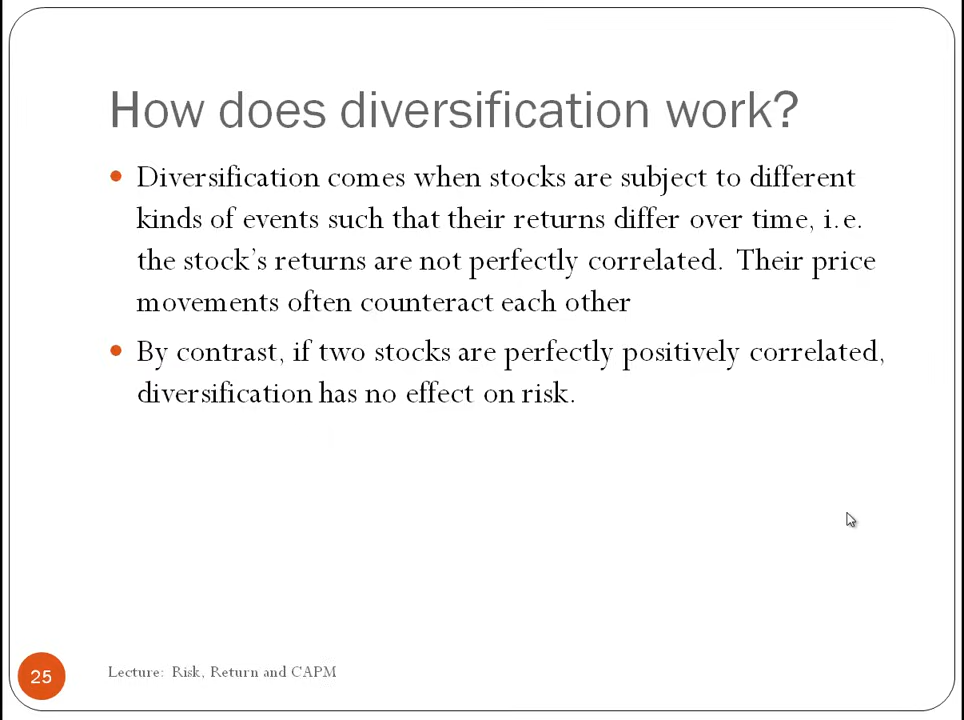 How does diversification work?
Diversification comes when stocks are subject to different
kinds of events such that their returns differ over time, i.e.
the stock's returns are not perfectly correlated. Their price
movements often counteract each other
By contrast, if two stocks are perfectly positively correlated,
diversification has no effect on risk.
25
Lecture: Risk, Return and CAPM